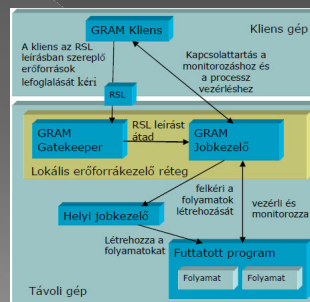 Kliens gép
GRAM Kliens
A kliens az RSL
leírásban szereplő
erőforrások
lefoglalását kéri
Kapcsolattartás a
monitorozáshoz és
a processz
vezérléshez
RSL
GRAM
Gatekeeper
RSL leírást
átad
GRAM
Jobkezelő
Lokális erőforrákezelő réteg
felkéri a
folyamatok
létrehozását
vezérli és
monitorozza
Helyi jobkezelő
Létrehozza a
folyamatokat
Futtatott program
Folyamat
Folyamat
Távoli gép